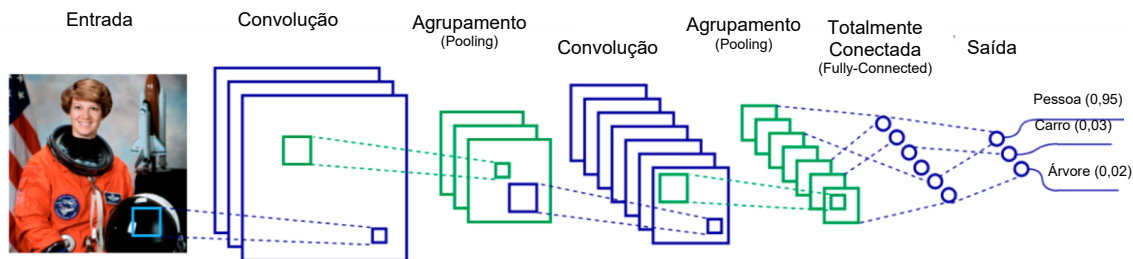 Entrada
Convolução
Agrupamento
(Pooling)
Convolução
Agrupamento
(Pooling)
Totalmente
Conectada
(Fully-Connected)
Saída
Pessoa (0,95)
Carro (0,03)
Árvore (0,02)